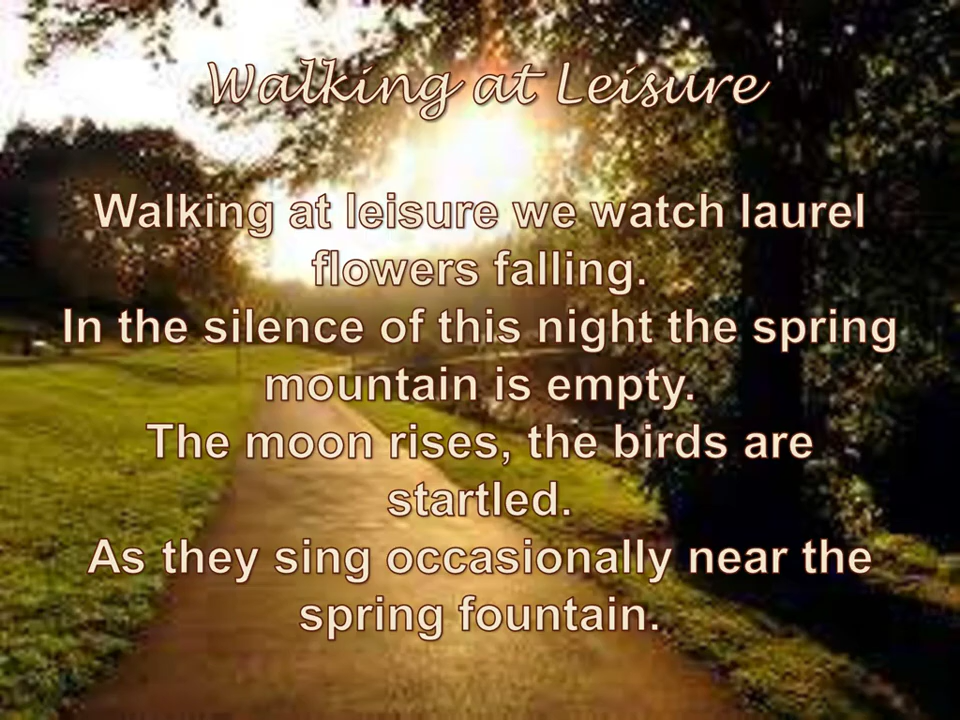 Walking at Leisure
Walking at leisure we watch laurel
flowers falling.
In the silence of this night the spring
mountain is empty.
The moon rises, the birds are
startled.
As they sing occasionally near the
spring fountain.